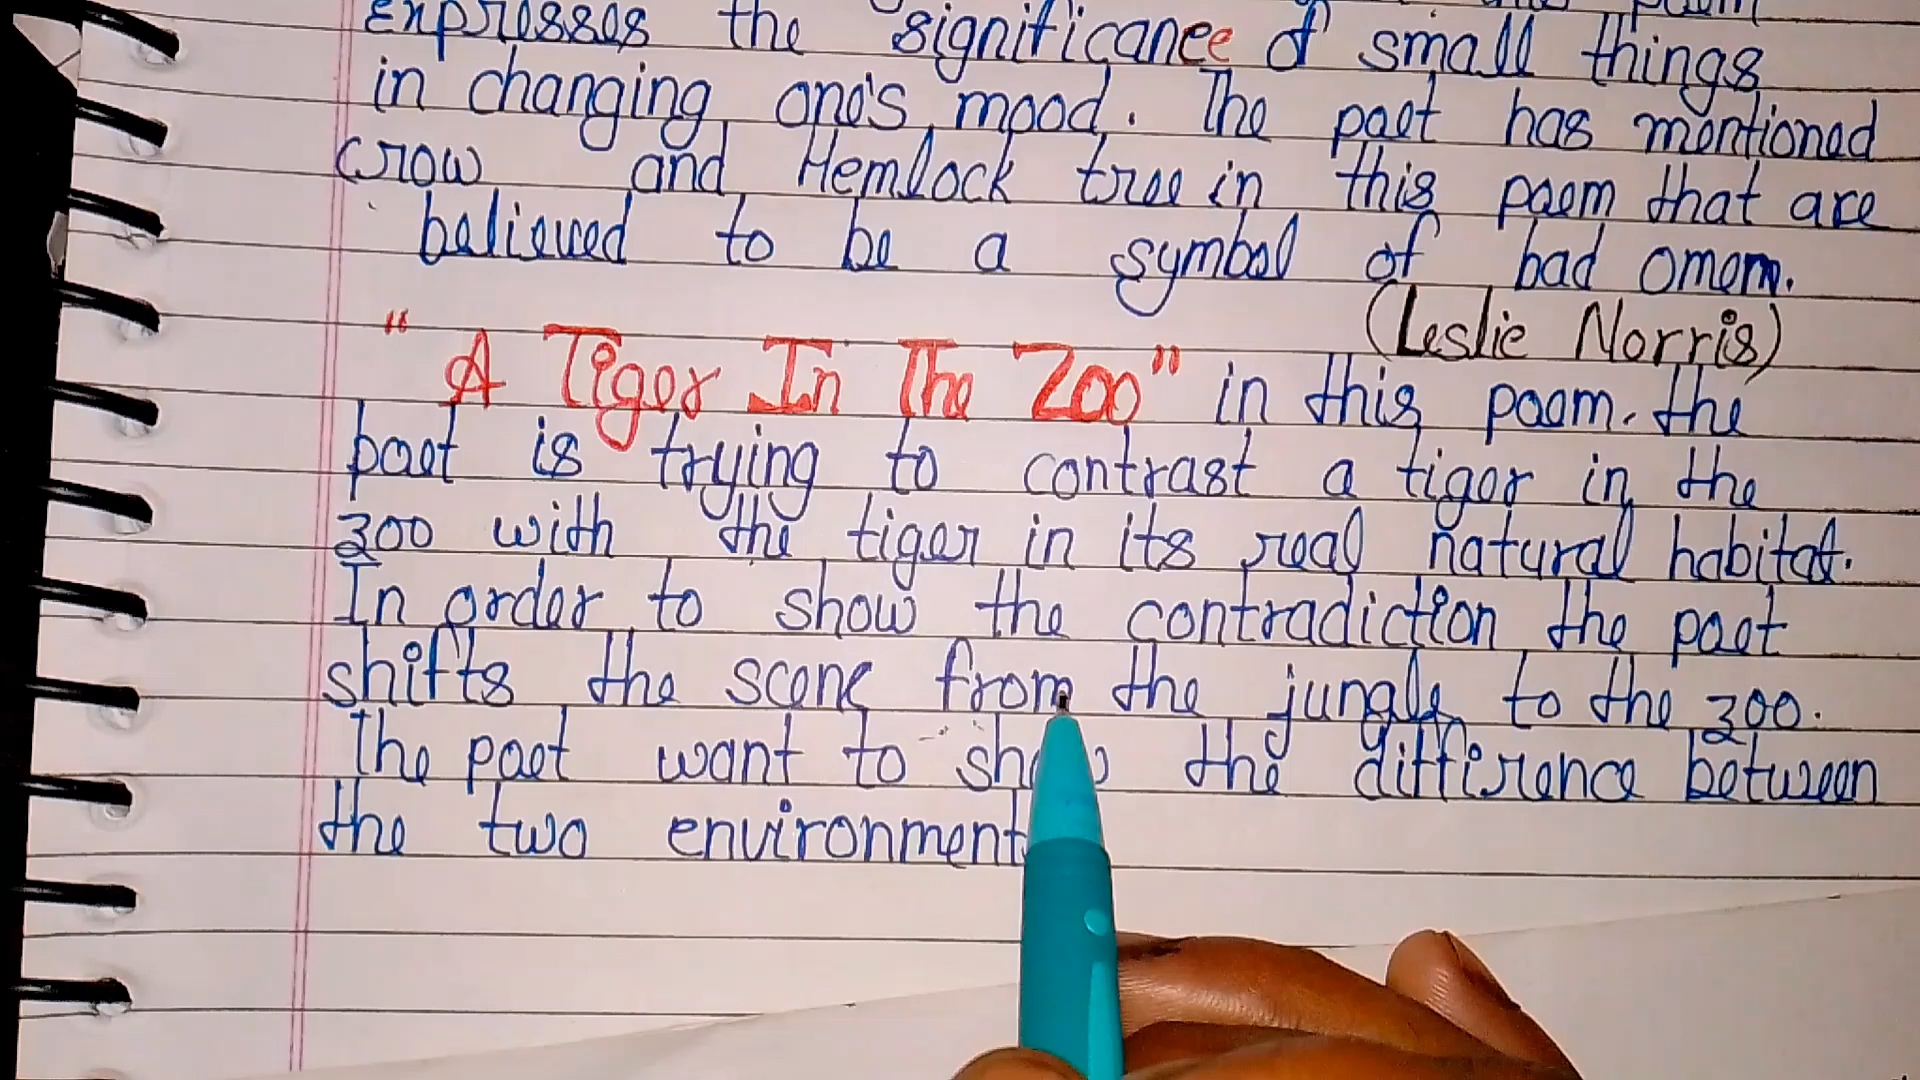 poem
Expresses the significance of small things
in changing one's mood. The poet has mentioned
crow and Hemlock tree in this poem that are
believed to be a symbol of bad omem.
(Leslie Norris)
"A Tiger In The Zoo" in this poem. the
poet is trying to contrast a tiger in the
zoo with the tiger in its real natural habitat.
In order to show the contradiction the poet
shifts the scene from the jungle to the zoo.
The poet want to show the difference between
the two environment